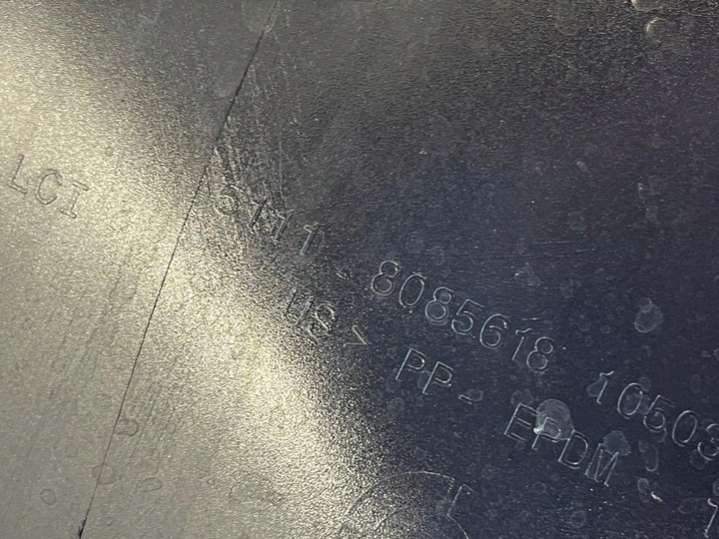 LCI 5111 - 8085618 10503
US > PP - EPDM -